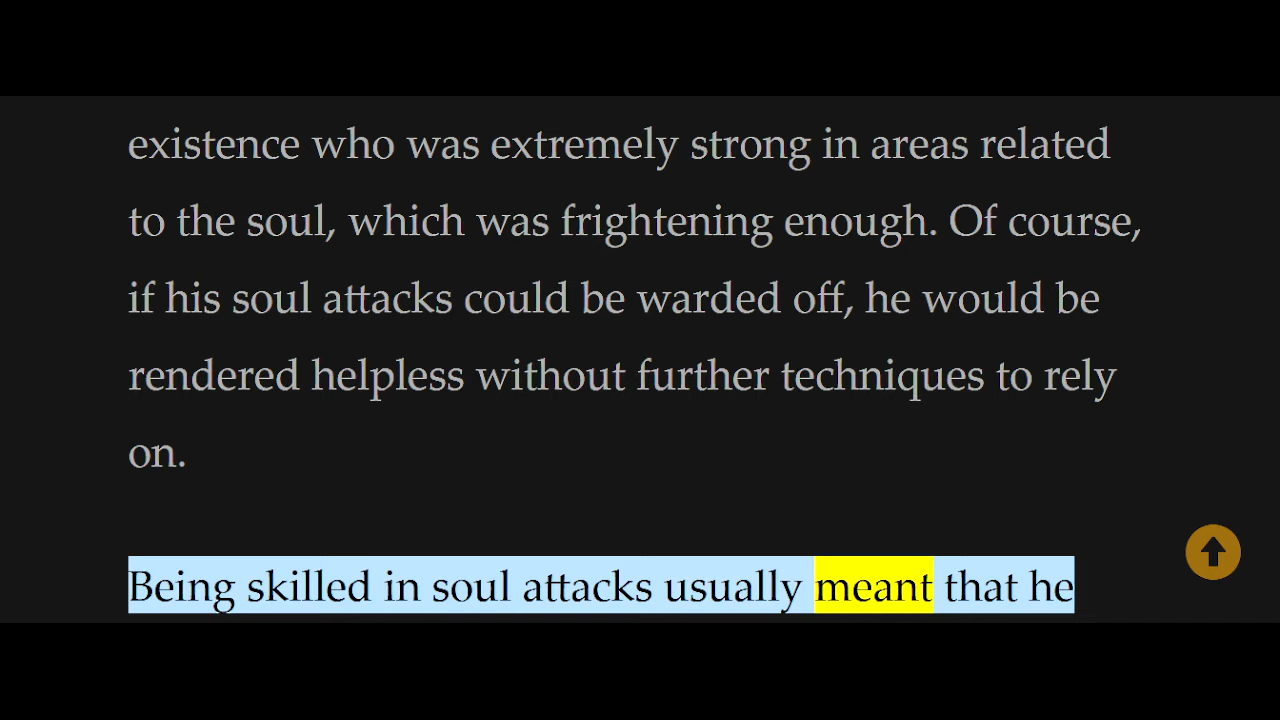 existence who was extremely strong in areas related
to the soul, which was frightening enough. Of course,
if his soul attacks could be warded off, he would be
rendered helpless without further techniques to rely
on.
Being skilled in soul attacks usually meant that he